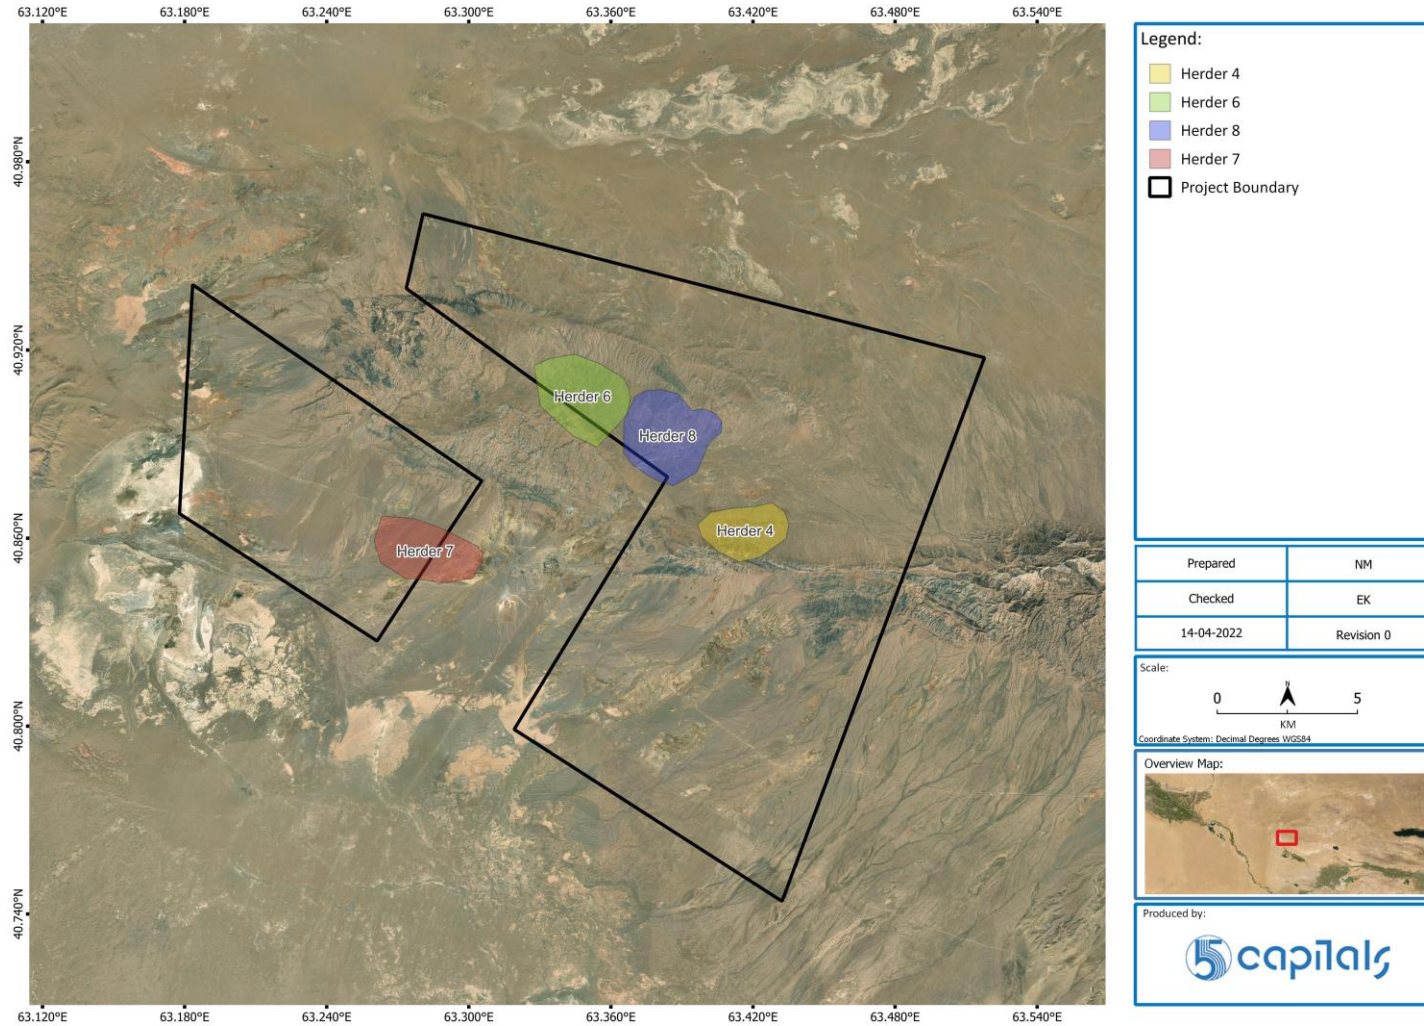 63.120°E 63.180°E 63.240°E 63.300°E 63.360°E 63.420°E 63.480°E 63.540°E
40.980°N
40.920°N
40.860°N
40.800°N
40.740°N
Herder 6
Herder 8
Herder 4
Herder 7
63.120°E 63.180°E 63.240°E 63.300°E 63.360°E 63.420°E 63.480°E 63.540°E
Legend:
Herder 4
Herder 6
Herder 8
Herder 7
Project Boundary
Prepared NM
Checked EK
14-04-2022 Revision 0
Scale:
N
0 5
KM
Coordinate System: Decimal Degrees WGS84
Overview Map:
Produced by:
5 capitals